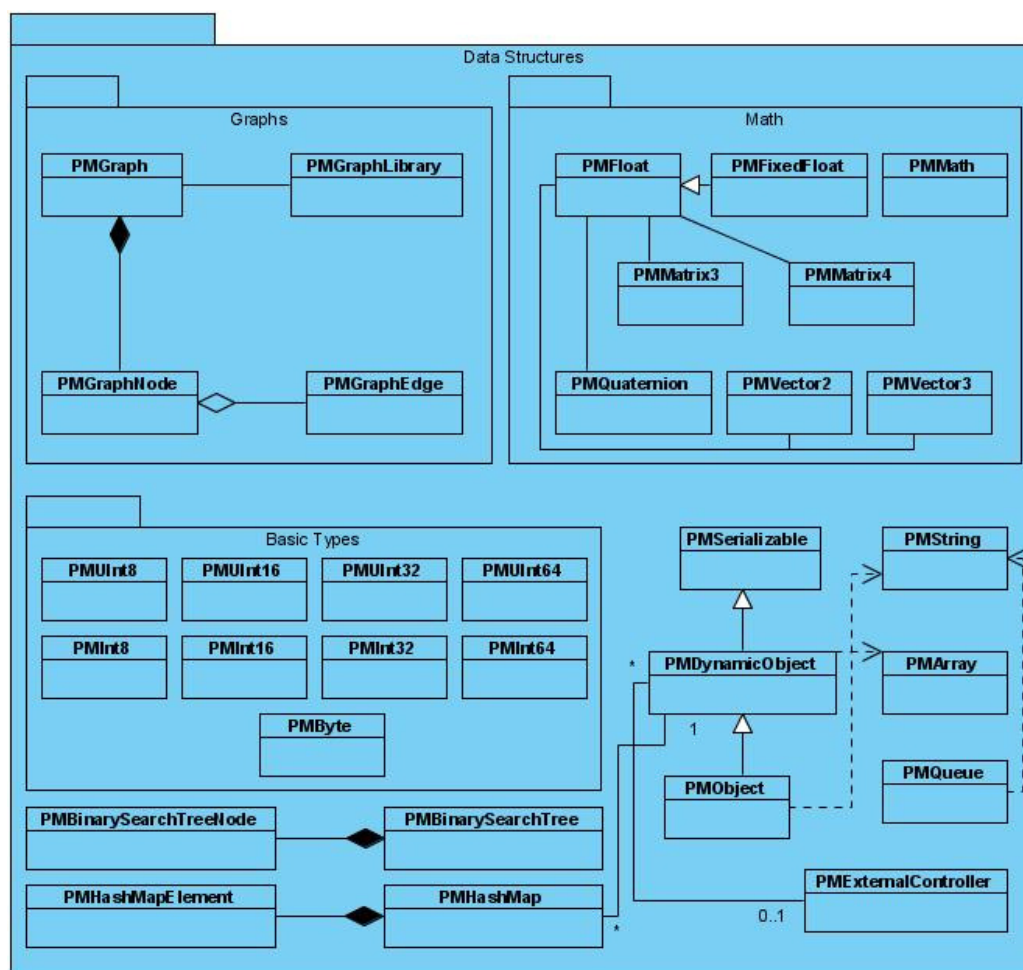 Data Structures
Graphs
PMGraph
PMGraphLibrary
PMGraphNode
PMGraphEdge
Math
PMFloat
PMFixedFloat
PMMath
PMMatrix3
PMMatrix4
PMQuaternion
PMVector2
PMVector3
Basic Types
PMUInt8
PMUInt16
PMUInt32
PMUInt64
PMInt8
PMInt16
PMInt32
PMInt64
PMByte
PMSerializable
PMString
*
PMDynamicObject
PMArray
1
PMObject
PMQueue
PMBinarySearchTreeNode
PMBinarySearchTree
PMHashMapElement
PMHashMap
*
PMExternalController
0..1